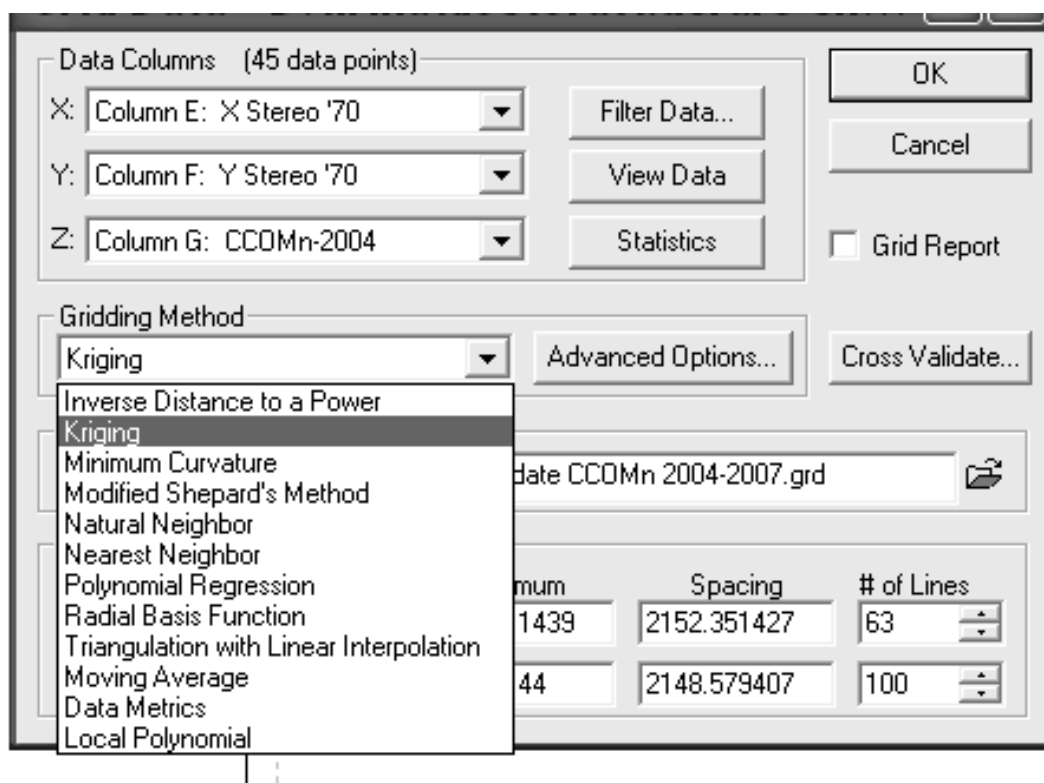 Data Columns (45 data points)
OK
X: Column E: X Stereo '70
Filter Data...
Cancel
Y: Column F: Y Stereo '70
View Data
Z: Column G: CCOMn-2004
Statistics
Grid Report
Gridding Method
Kriging
Advanced Options...
Cross Validate...
Inverse Distance to a Power
Kriging
Minimum Curvature
Modified Shepard's Method
date CCOMn 2004-2007.grd
Natural Neighbor
Nearest Neighbor
Polynomial Regression
Spacing
# of Lines
Radial Basis Function
1439
2152.351427
63
Triangulation with Linear Interpolation
Moving Average
44
2148.579407
100
Data Metrics
Local Polynomial